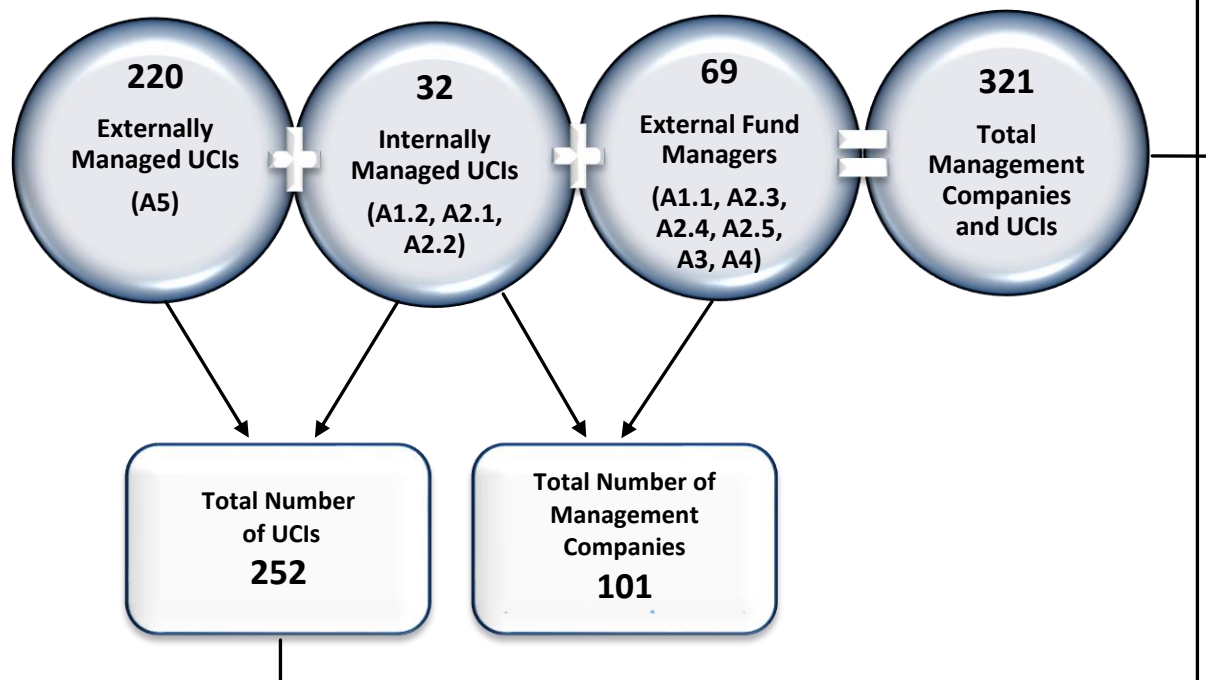 220
Externally
Managed UCIs
(A5)
32
Internally
Managed UCIs
(A1.2, A2.1,
A2.2)
69
External Fund
Managers
(A1.1, A2.3,
A2.4, A2.5,
A3, A4)
321
Total
Management
Companies
and UCIs
Total Number
of UCIs
252
Total Number of
Management
Companies
101